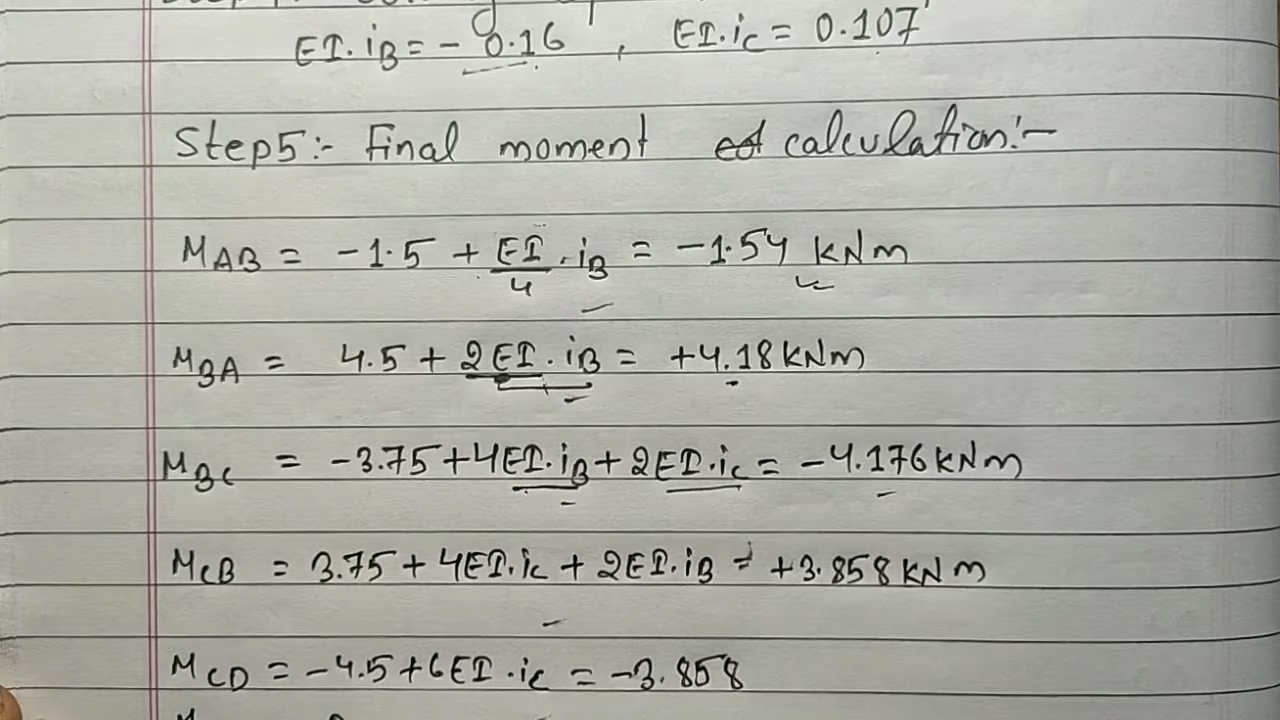 EI.iB = - 0.16 , EI.ic = 0.107
Step5:- Final moment calculation:-
MAB = -1.5 + EI/4 .iB = -1.54 kNm
MBA = 4.5 + 2EI.iB = +4.18 kNm
MBC = -3.75+4EI.iB+2EI.ic = -4.176 kNm
MCB = 3.75+4EI.ic + 2EI.iB = +3.858 kNm
MCD = -4.5+6EI.ic = -3.858